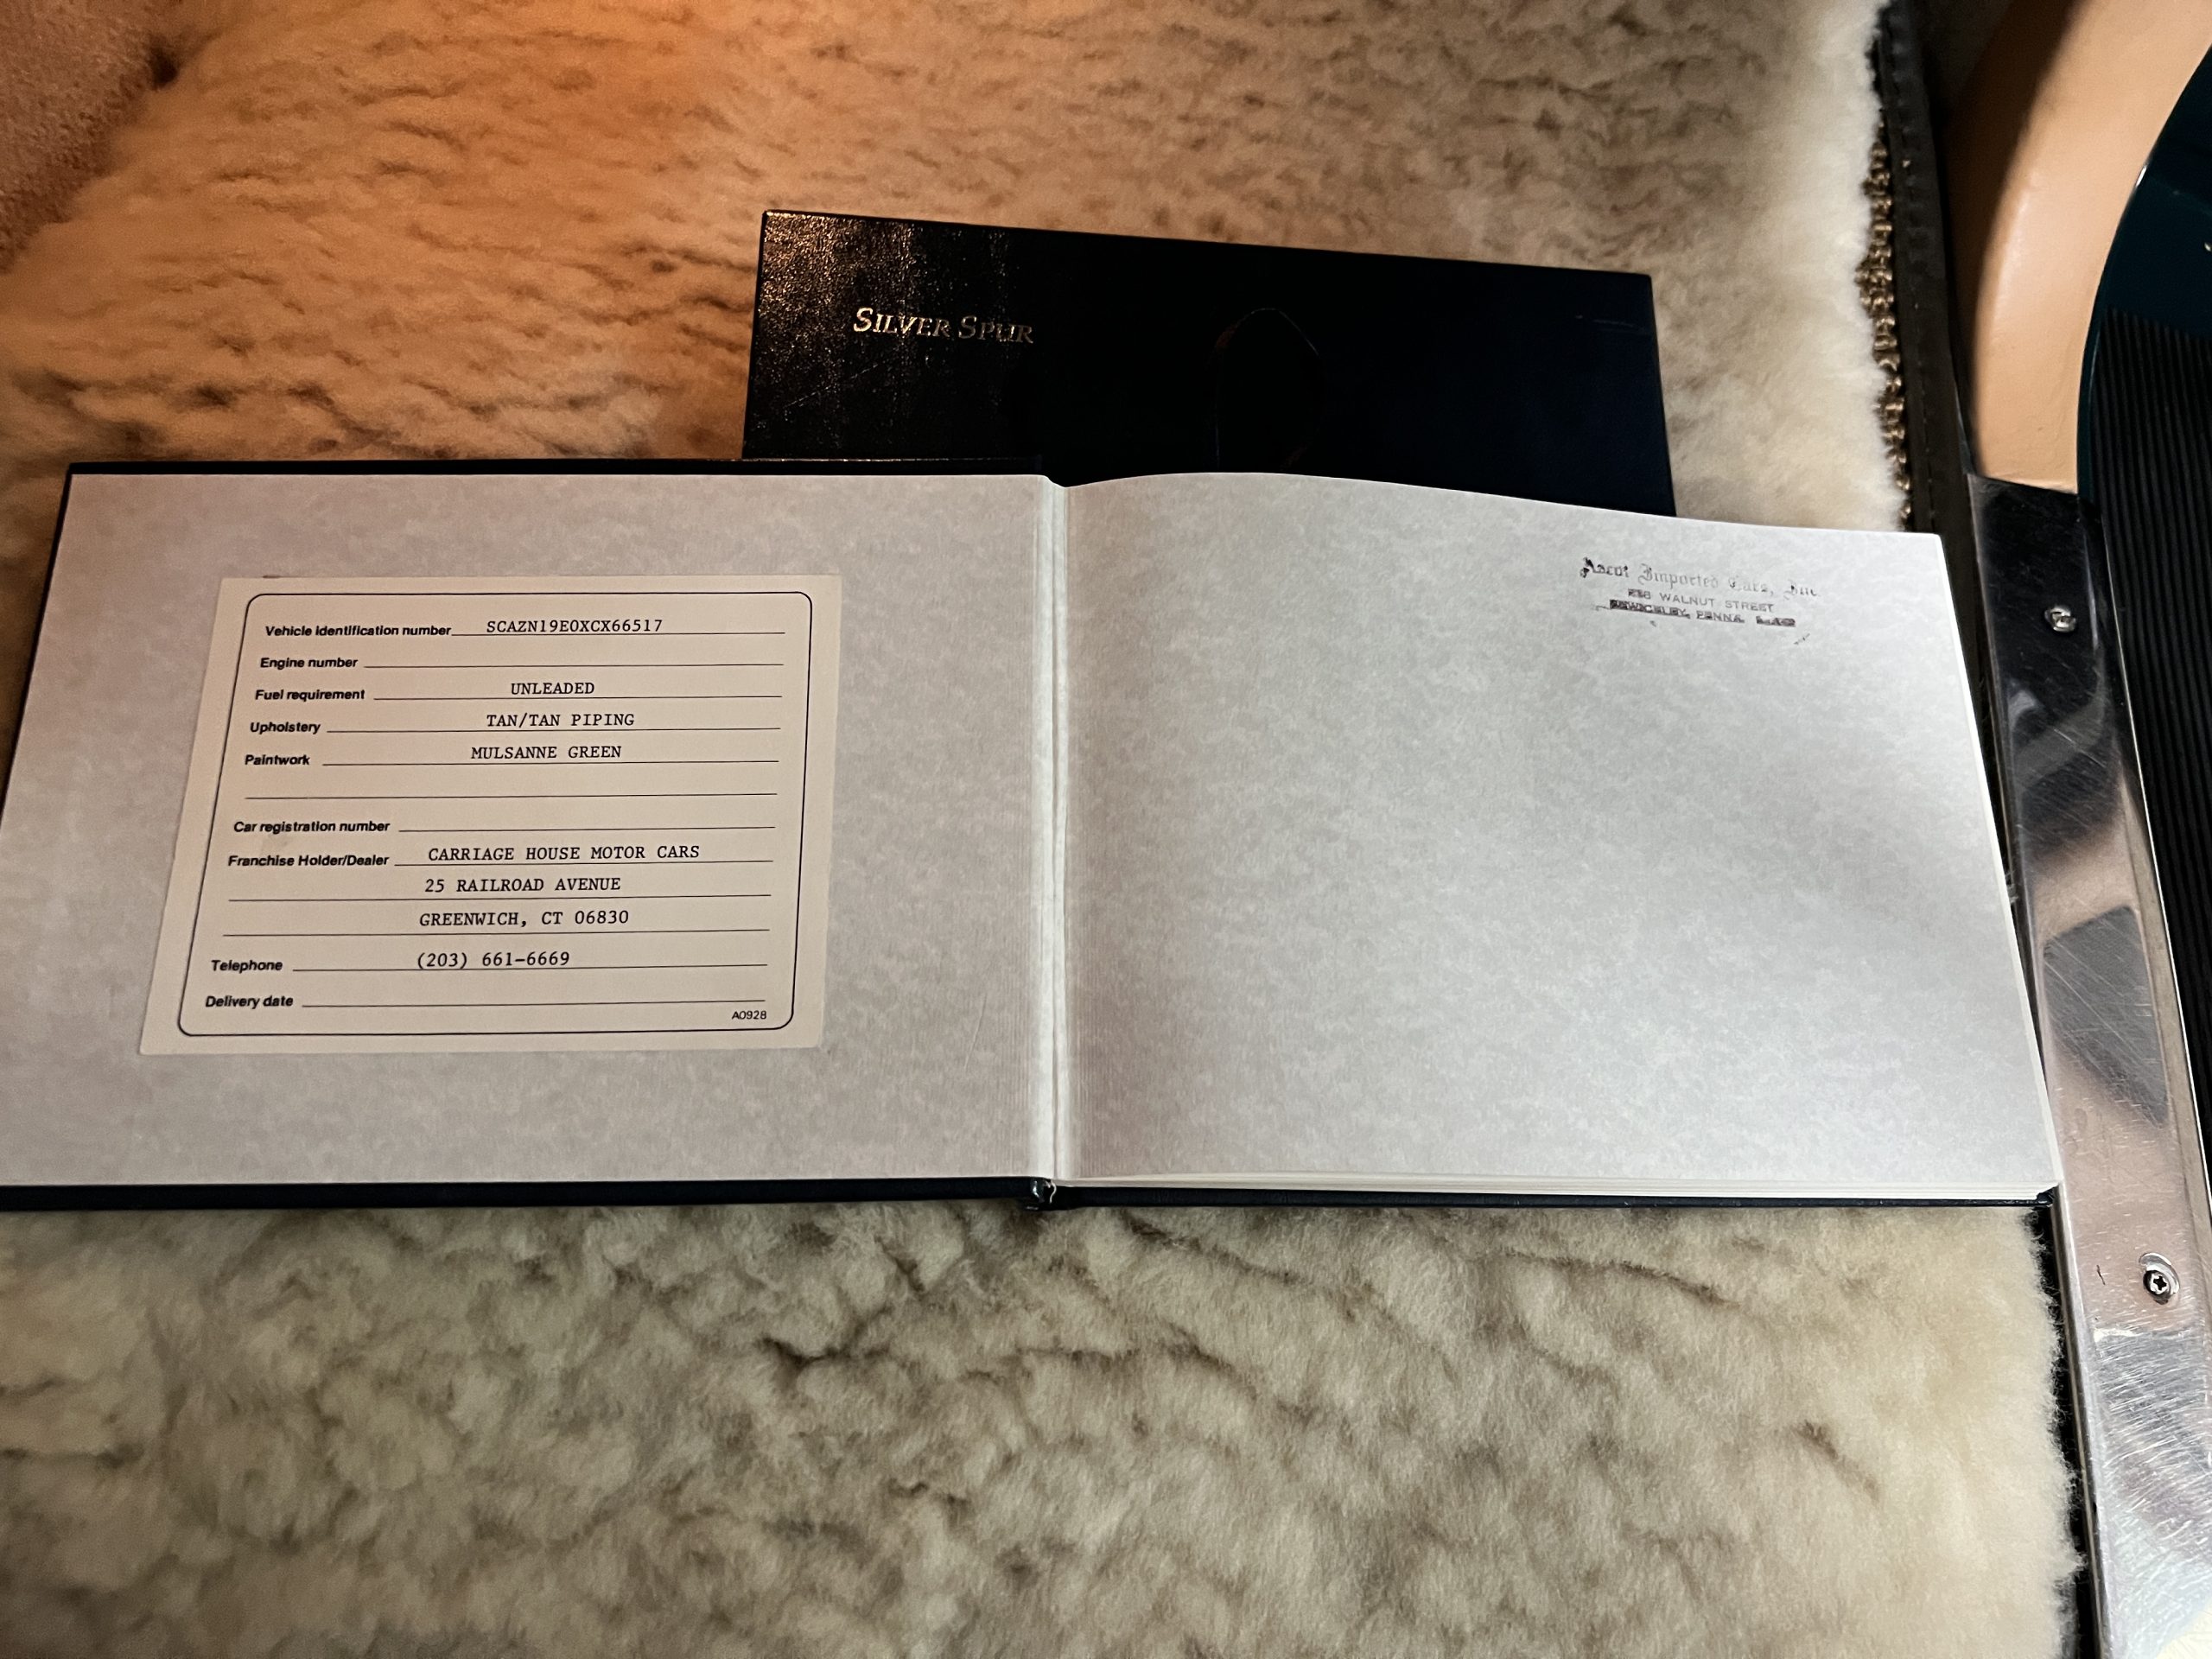 SILVER SPUR
Vehicle identification number SCAZN19E0XCX66517
Engine number
Fuel requirement UNLEADED
Upholstery TAN/TAN PIPING
Paintwork MULSANNE GREEN
Car registration number
Franchise Holder/Dealer CARRIAGE HOUSE MOTOR CARS
25 RAILROAD AVENUE
GREENWICH, CT 06830
Telephone (203) 661-6669
Delivery date
A0928
Ascot Imported Cars, Inc.
WALNUT STREET
SEWICKLEY, PENNA.